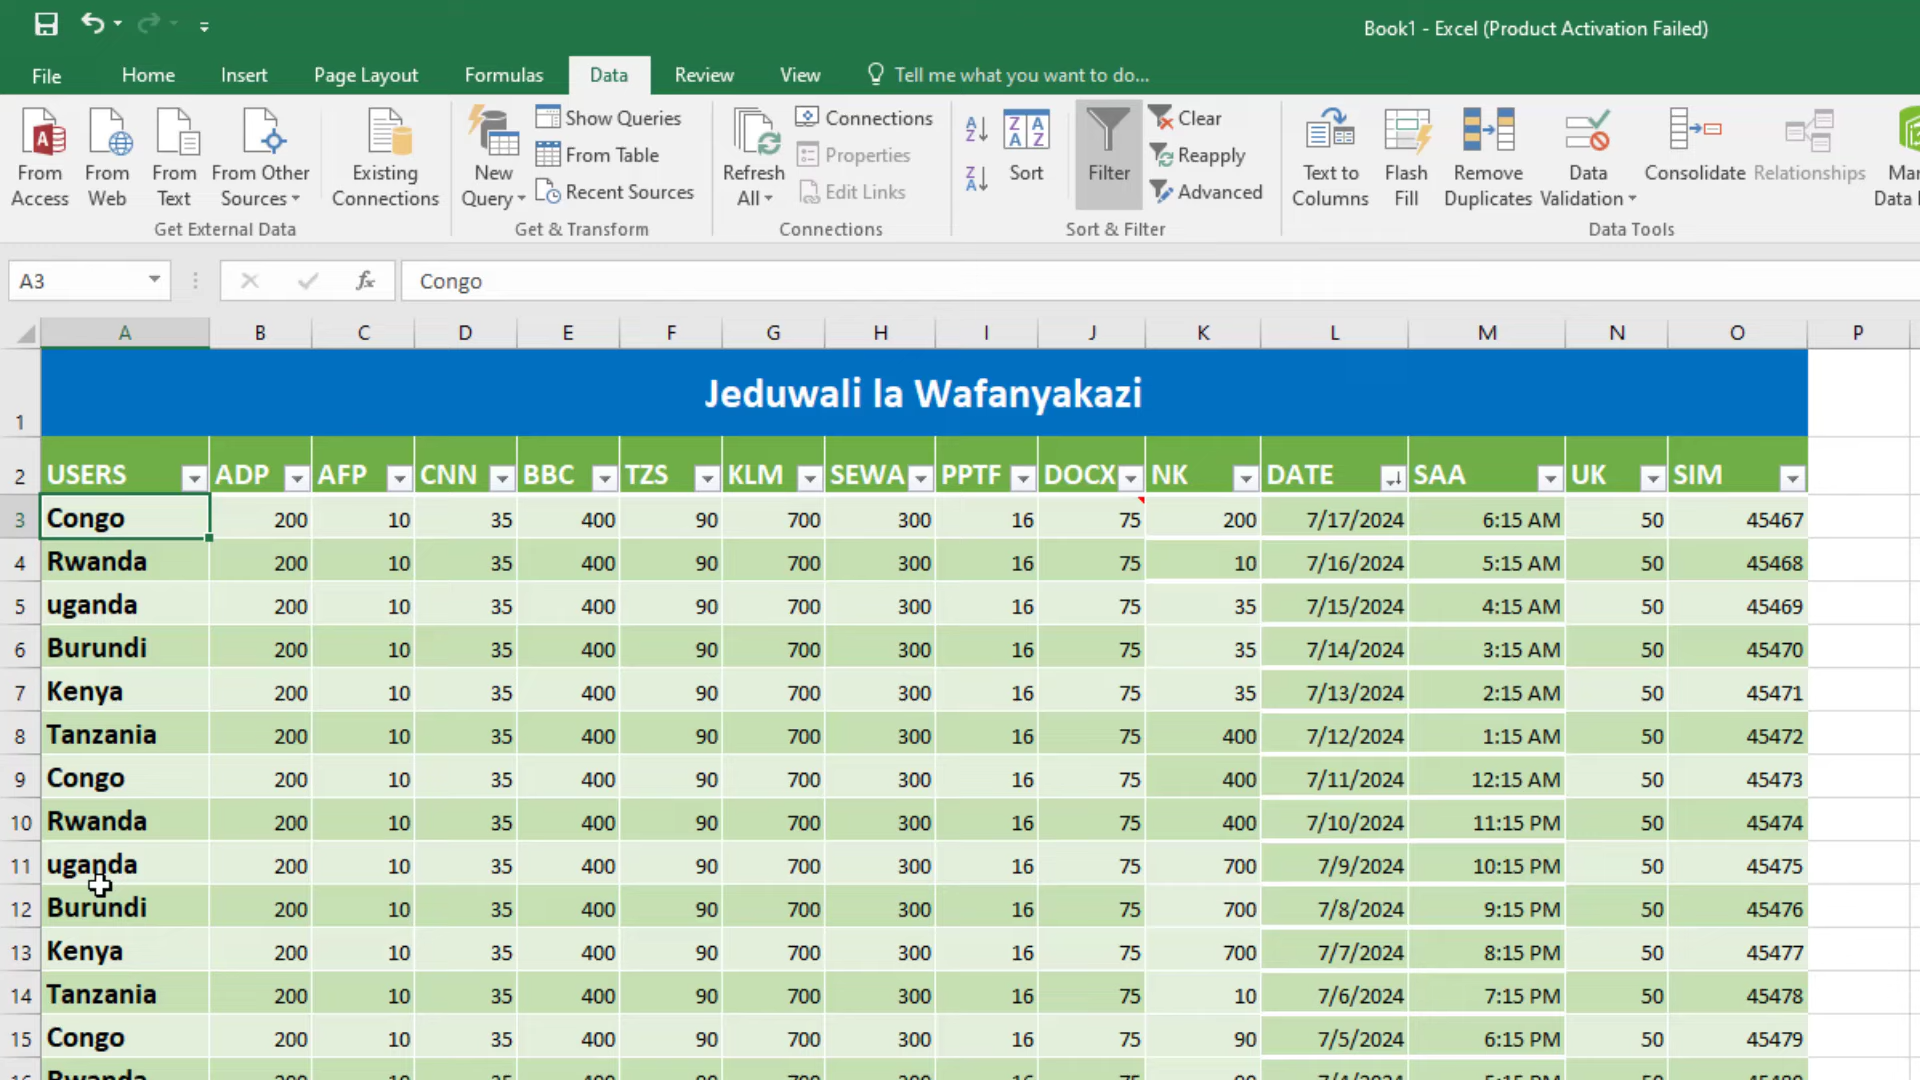 Book1 - Excel (Product Activation Failed)
File Home Insert Page Layout Formulas Data Review View Tell me what you want to do...
From Access From Web From Text From Other Sources Existing Connections New Query Show Queries From Table Recent Sources Refresh All Connections Properties Edit Links Sort Filter Clear Reapply Advanced Text to Columns Flash Fill Remove Duplicates Data Validation Consolidate Relationships
Get External Data Get & Transform Connections Sort & Filter Data Tools
A3 fx Congo
A B C D E F G H I J K L M N O P
1 Jeduwali la Wafanyakazi
2 USERS ADP AFP CNN BBC TZS KLM SEWA PPTF DOCX NK DATE SAA UK SIM
3 Congo 200 10 35 400 90 700 300 16 75 200 7/17/2024 6:15 AM 50 45467
4 Rwanda 200 10 35 400 90 700 300 16 75 10 7/16/2024 5:15 AM 50 45468
5 uganda 200 10 35 400 90 700 300 16 75 35 7/15/2024 4:15 AM 50 45469
6 Burundi 200 10 35 400 90 700 300 16 75 35 7/14/2024 3:15 AM 50 45470
7 Kenya 200 10 35 400 90 700 300 16 75 35 7/13/2024 2:15 AM 50 45471
8 Tanzania 200 10 35 400 90 700 300 16 75 400 7/12/2024 1:15 AM 50 45472
9 Congo 200 10 35 400 90 700 300 16 75 400 7/11/2024 12:15 AM 50 45473
10 Rwanda 200 10 35 400 90 700 300 16 75 400 7/10/2024 11:15 PM 50 45474
11 uganda 200 10 35 400 90 700 300 16 75 700 7/9/2024 10:15 PM 50 45475
12 Burundi 200 10 35 400 90 700 300 16 75 700 7/8/2024 9:15 PM 50 45476
13 Kenya 200 10 35 400 90 700 300 16 75 700 7/7/2024 8:15 PM 50 45477
14 Tanzania 200 10 35 400 90 700 300 16 75 10 7/6/2024 7:15 PM 50 45478
15 Congo 200 10 35 400 90 700 300 16 75 90 7/5/2024 6:15 PM 50 45479